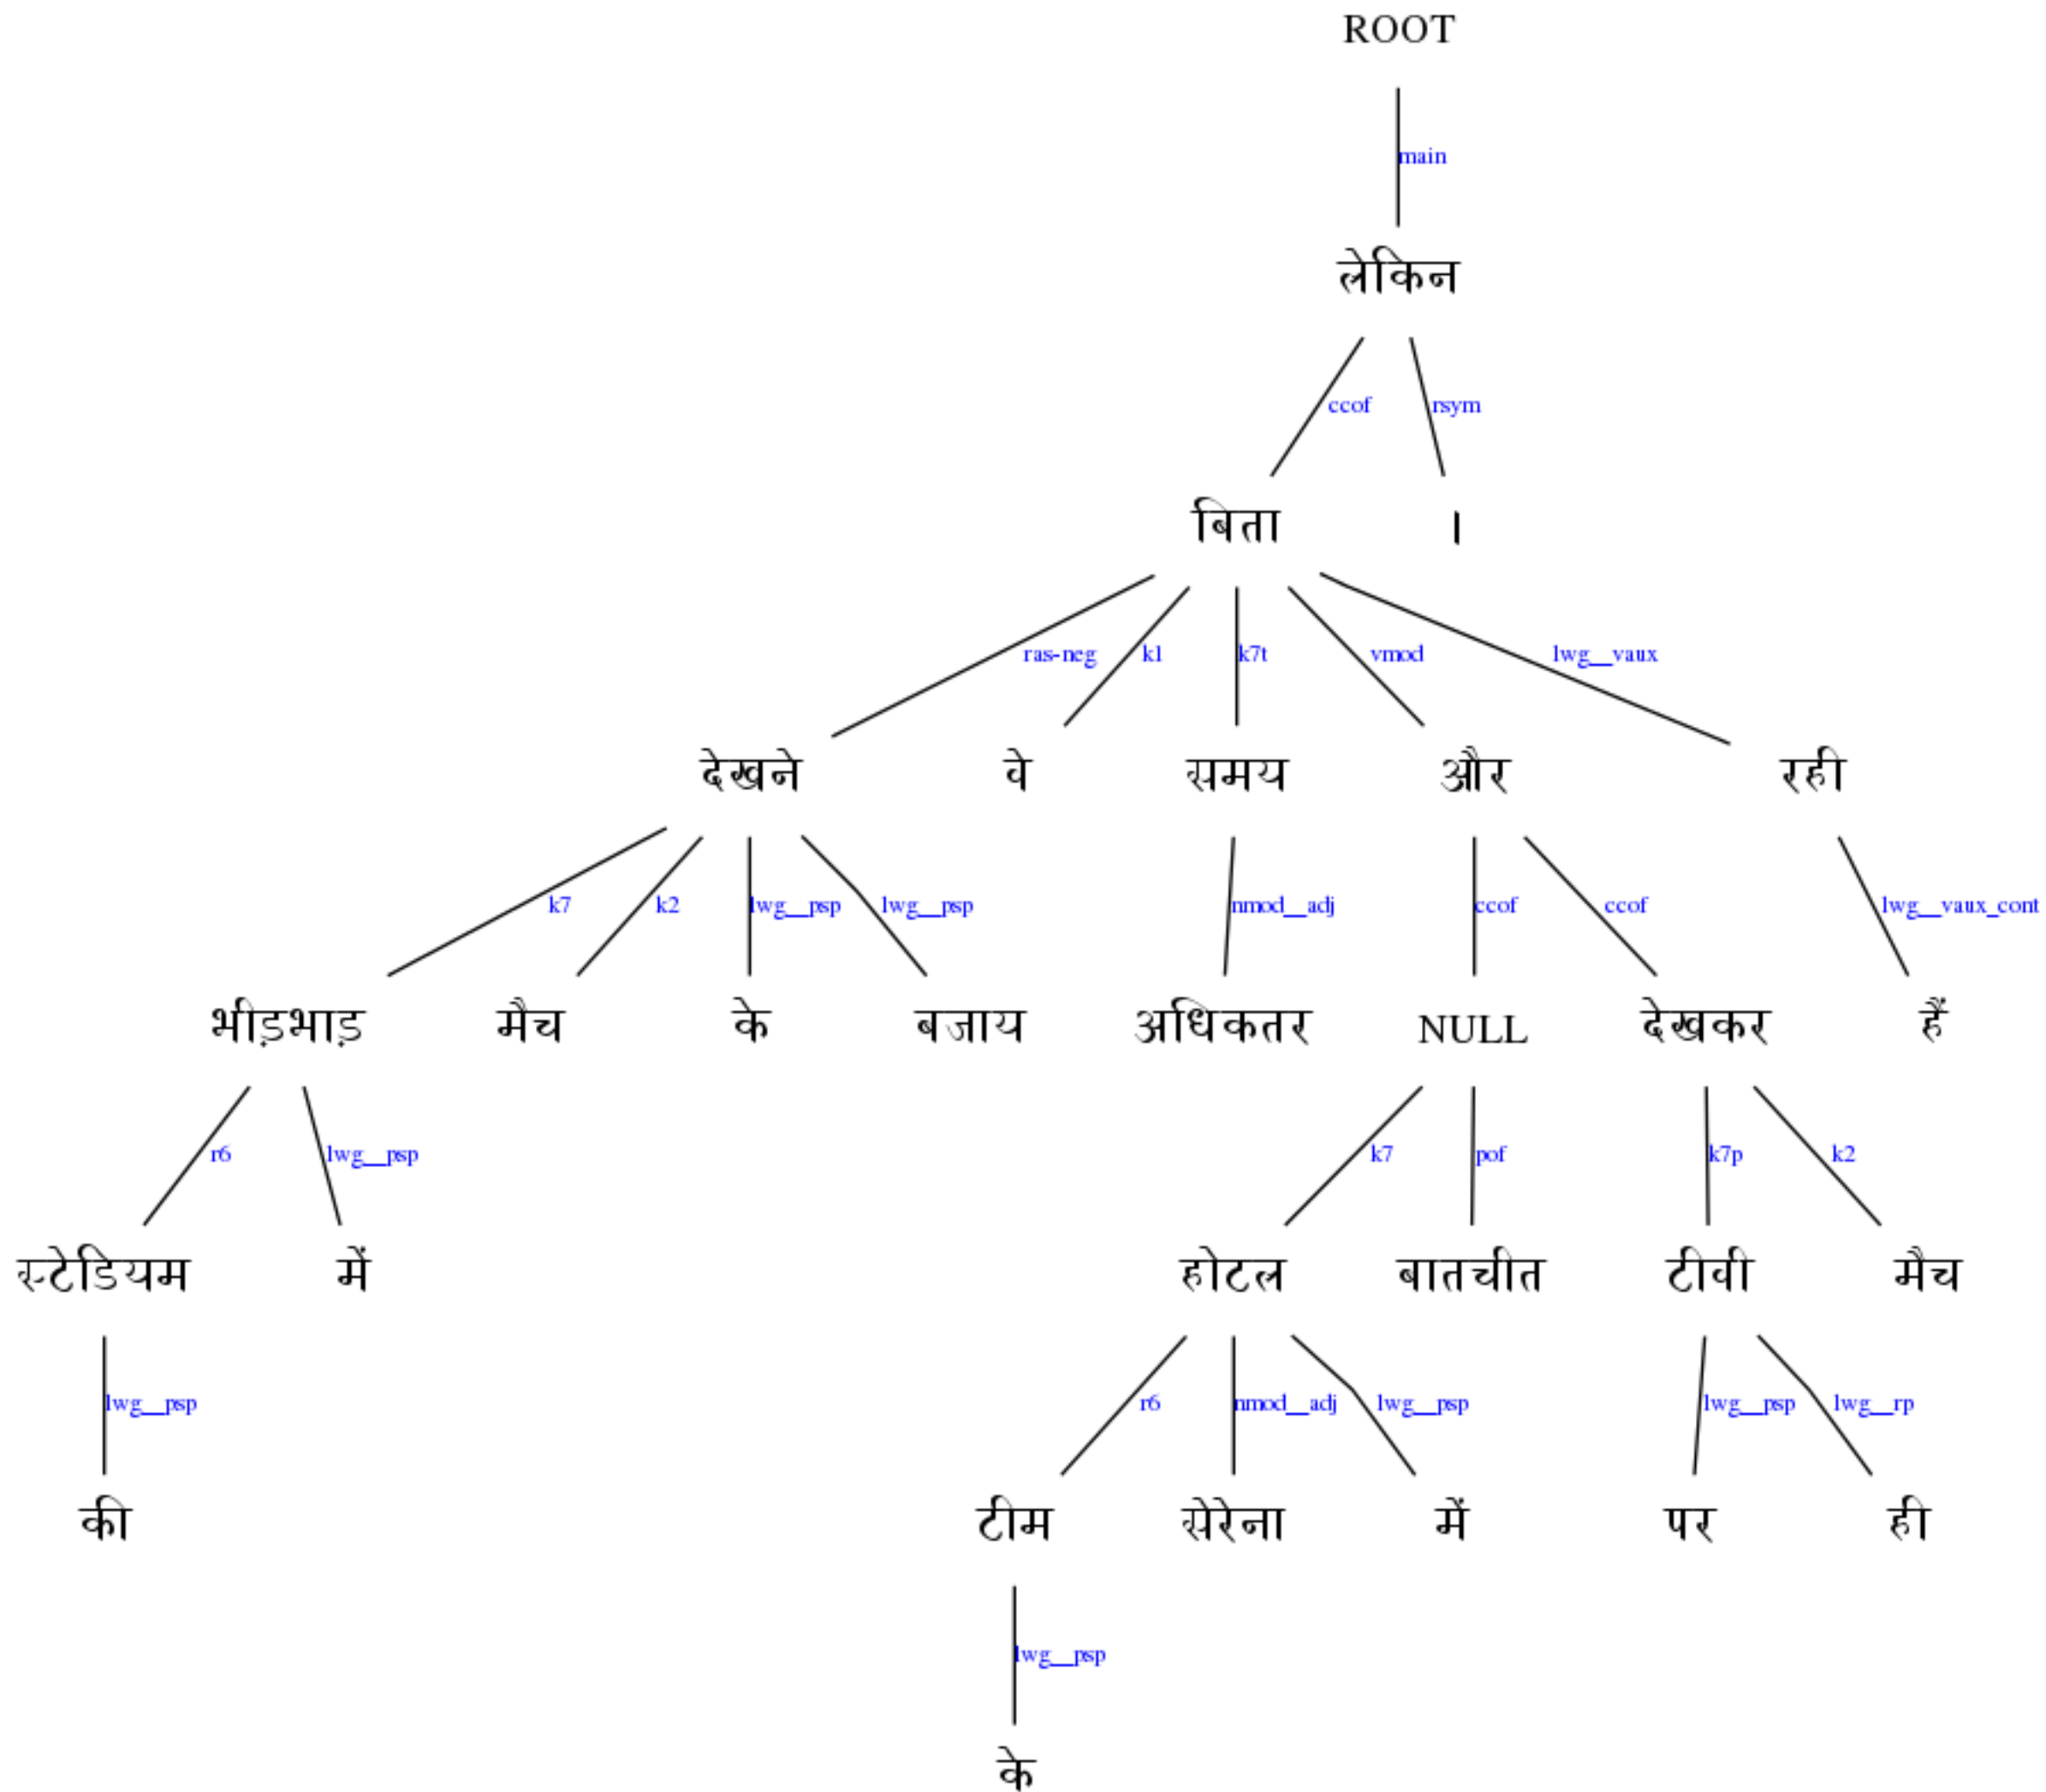 ROOT
main
लेकिन
ccof rsym
बिता ।
ras-neg k1 k7t vmod lwg__vaux
देखने वे समय और रही
k7 k2 lwg__psp lwg__psp nmod__adj ccof ccof lwg__vaux_cont
भीड़भाड़ मैच के बजाय अधिकतर NULL देखकर हैं
r6 lwg__psp k7 pof k7p k2
स्टेडियम में होटल बातचीत टीवी मैच
lwg__psp r6 nmod__adj lwg__psp lwg__psp lwg__rp
की टीम सेरेना में पर ही
lwg__psp
के